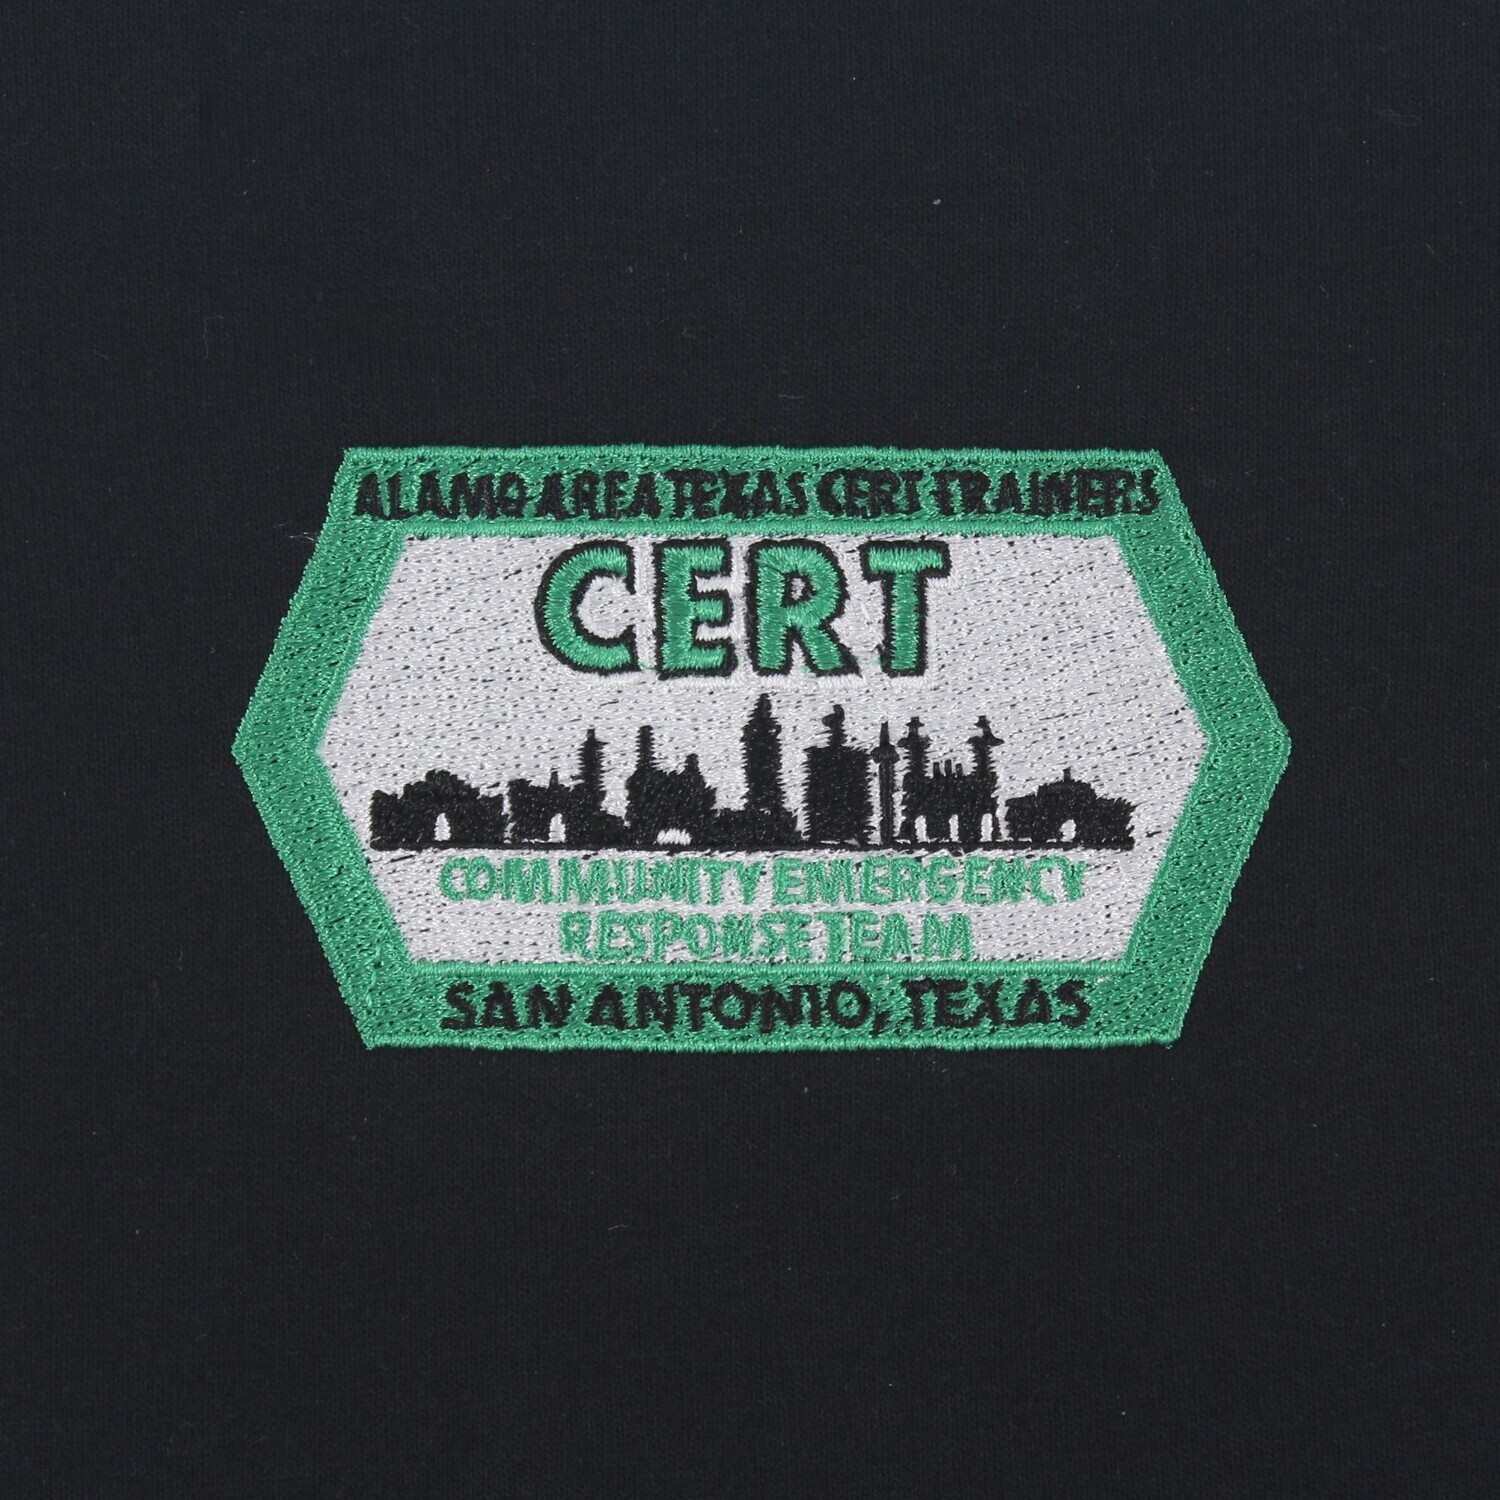 ALAMO AREA TEXAS CERT TRAINERS
CERT
COMMUNITY EMERGENCY
RESPONSE TEAM
SAN ANTONIO, TEXAS